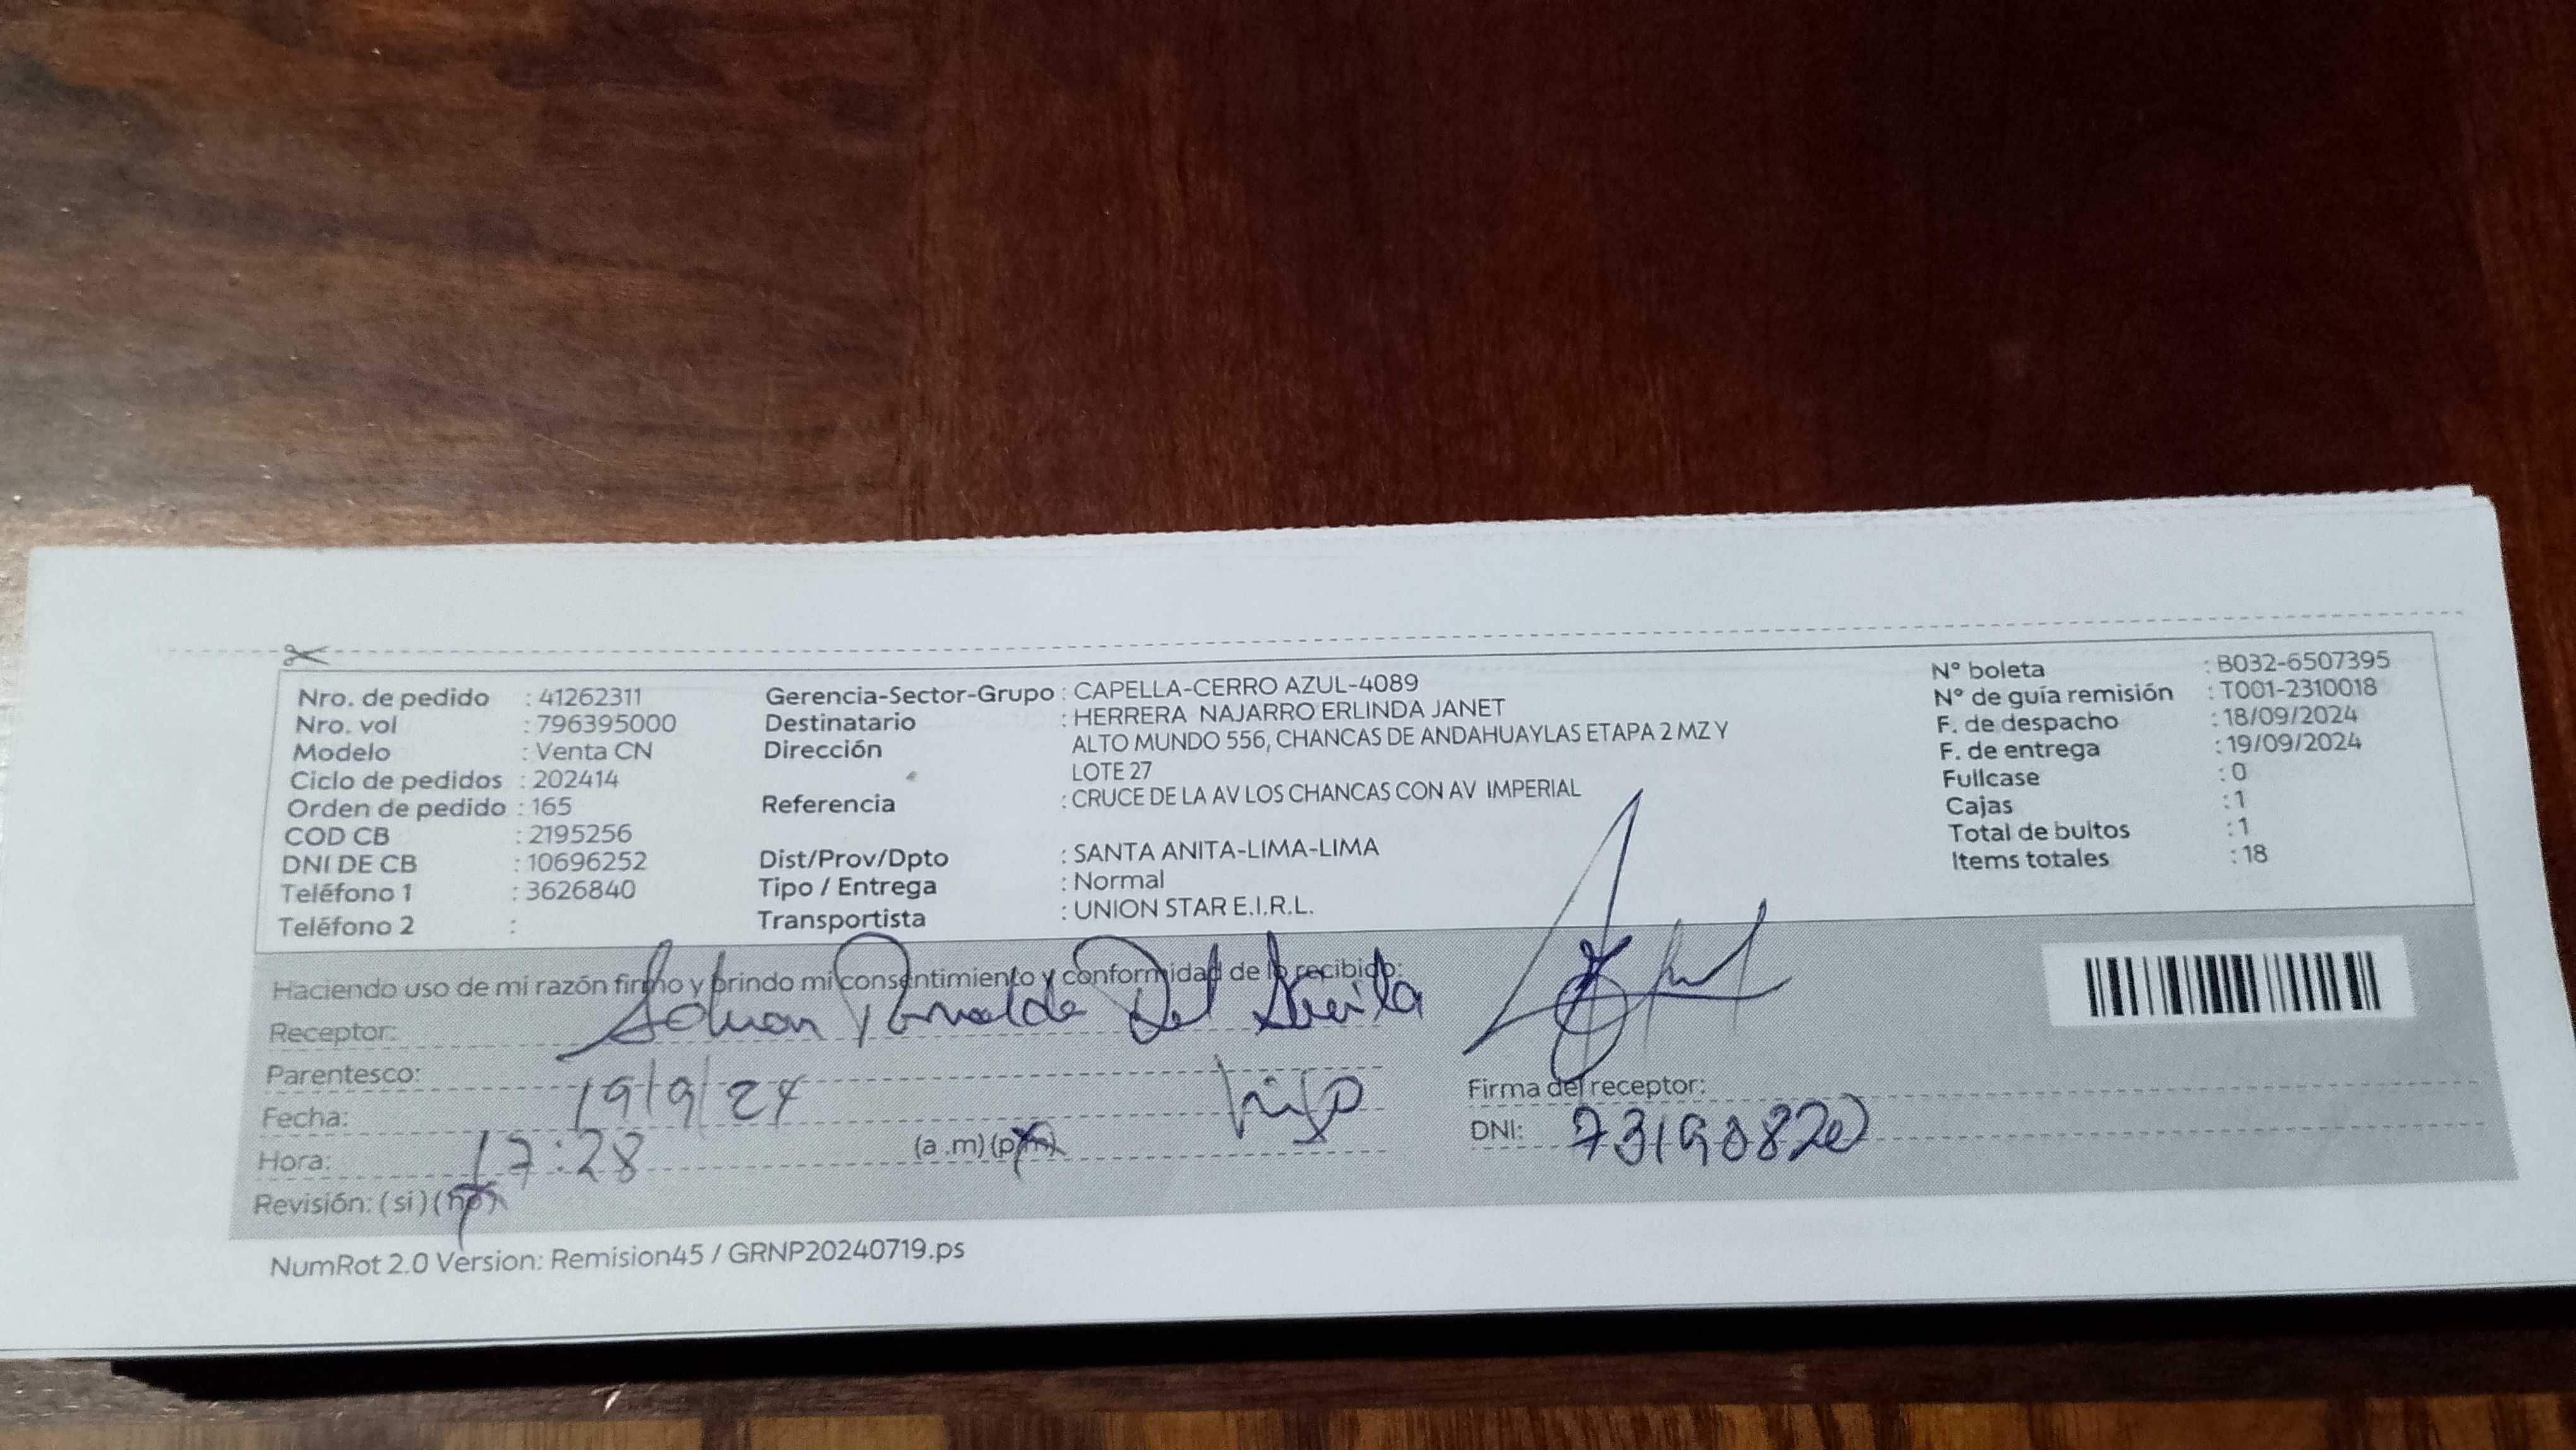 Nro. de pedido : 41262311
Nro. vol : 796395000
Modelo : Venta CN
Ciclo de pedidos : 202414
Orden de pedido : 165
COD CB : 2195256
DNI DE CB : 10696252
Teléfono 1 : 3626840
Teléfono 2 :
Gerencia-Sector-Grupo : CAPELLA-CERRO AZUL-4089
Destinatario : HERRERA NAJARRO ERLINDA JANET
Dirección ALTO MUNDO 556, CHANCAS DE ANDAHUAYLAS ETAPA 2 MZ Y
LOTE 27
Referencia : CRUCE DE LA AV LOS CHANCAS CON AV IMPERIAL
Dist/Prov/Dpto : SANTA ANITA-LIMA-LIMA
Tipo / Entrega : Normal
Transportista : UNION STAR E.I.R.L.
N° boleta : B032-6507395
N° de guía remisión : T001-2310018
F. de despacho : 18/09/2024
F. de entrega : 19/09/2024
Fullcase : 0
Cajas : 1
Total de bultos : 1
Items totales : 18
Haciendo uso de mi razón firmo y brindo mi consentimiento y conformidad de lo recibido:
Receptor: Del
Parentesco: hijo
Fecha: 19/9/24
Hora: 17:28 (a .m) (p.m)
Revisión: (si) (no)
Firma del receptor:
DNI: 73190820
NumRot 2.0 Version: Remision45 / GRNP20240719.ps